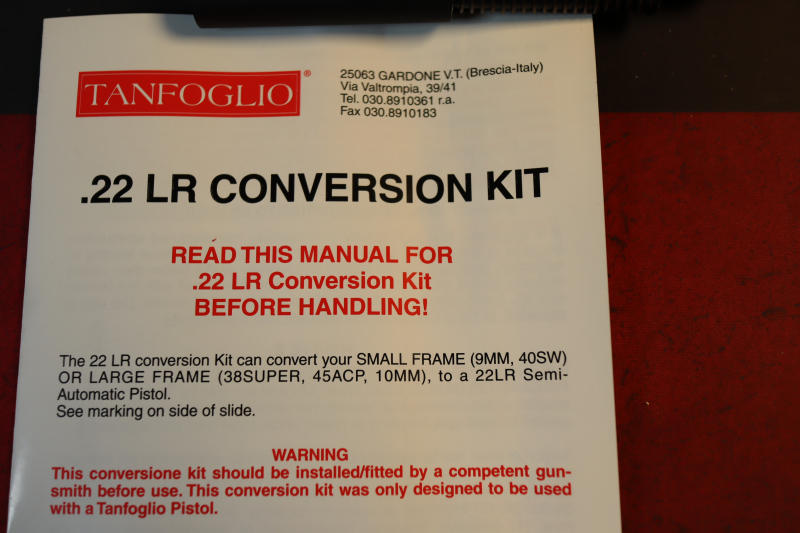 TANFOGLIO®
25063 GARDONE V.T. (Brescia-Italy)
Via Valtrompia, 39/41
Tel. 030.8910361 r.a.
Fax 030.8910183
.22 LR CONVERSION KIT
READ THIS MANUAL FOR
.22 LR Conversion Kit
BEFORE HANDLING!
The 22 LR conversion Kit can convert your SMALL FRAME (9MM, 40SW)
OR LARGE FRAME (38SUPER, 45ACP, 10MM), to a 22LR Semi-
Automatic Pistol.
See marking on side of slide.
WARNING
This conversione kit should be installed/fitted by a competent gun-
smith before use. This conversion kit was only designed to be used
with a Tanfoglio Pistol.